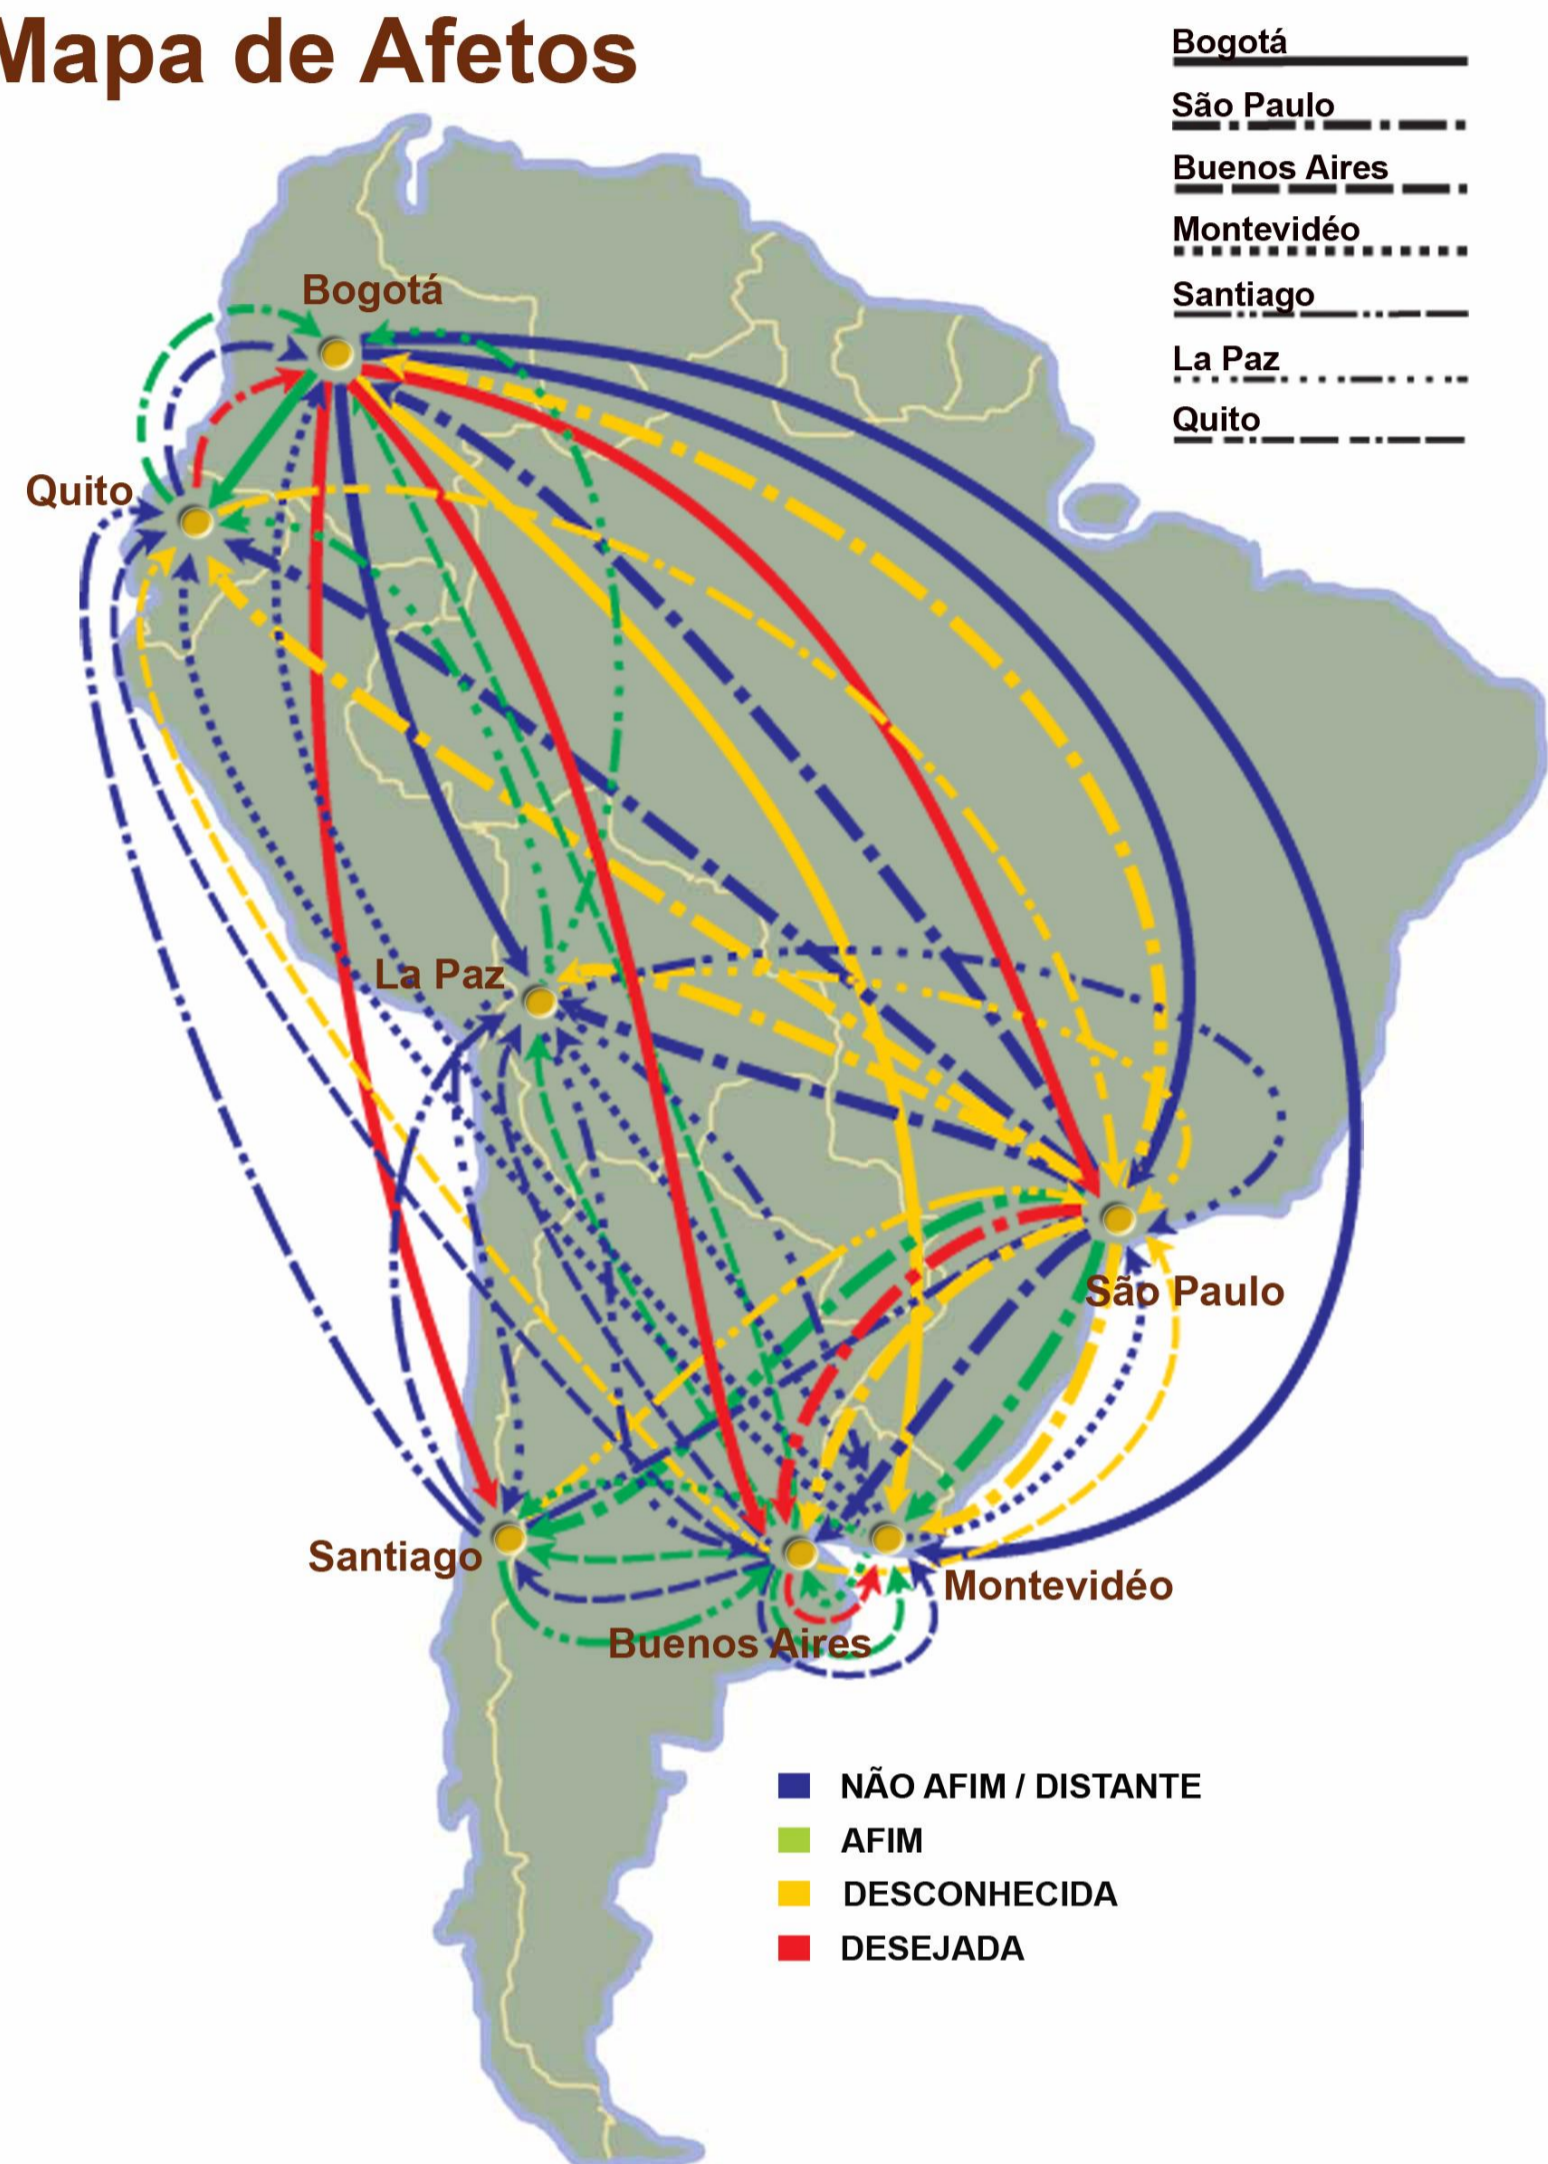 Mapa de Afetos
Bogotá
São Paulo
Buenos Aires
Montevidéo
Santiago
La Paz
Quito
Bogotá
Quito
La Paz
São Paulo
Santiago
Montevidéo
Buenos Aires
NÃO AFIM / DISTANTE
AFIM
DESCONHECIDA
DESEJADA